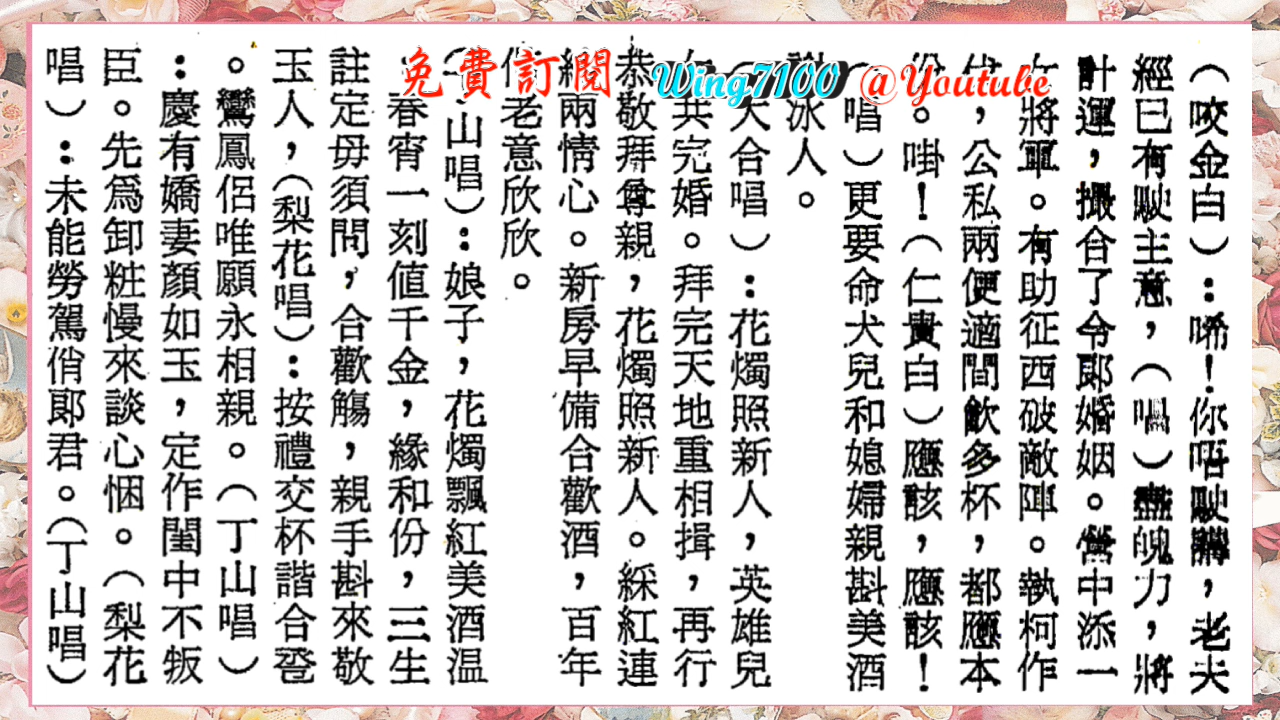 免費訂閱 Wing7100 @Youtube
（咬金白）：唏！你唔駛講，老夫
經已有駛主意，（唱）盡魄力，將
計運，撮合了令郎婚姻。營中添一
將軍。有助征西破敵陣。執柯作
，公私兩便適間飲多杯，都應本
。啩！（仁貴白）應該，應該！
（唱）更要命犬兒和媳婦親斟美酒
謝冰人。
（大合唱）：花燭照新人，英雄兒
女共完婚。拜完天地重相揖，再行
恭敬拜尊親，花燭照新人。綵紅連
結兩情心。新房早備合歡酒，百年
偕老意欣欣。
（丁山唱）：娘子，花燭飄紅美酒温
，春宵一刻值千金，緣和份，三生
註定毋須問，合歡觴，親手斟來敬
玉人，（梨花唱）：按禮交杯諧合卺
。鸞鳳侶唯願永相親。（丁山唱）
：慶有嬌妻顏如玉，定作閨中不叛
臣。先爲卸粧慢來談心悃。（梨花
唱）：未能勞駕俏郎君。（丁山唱）